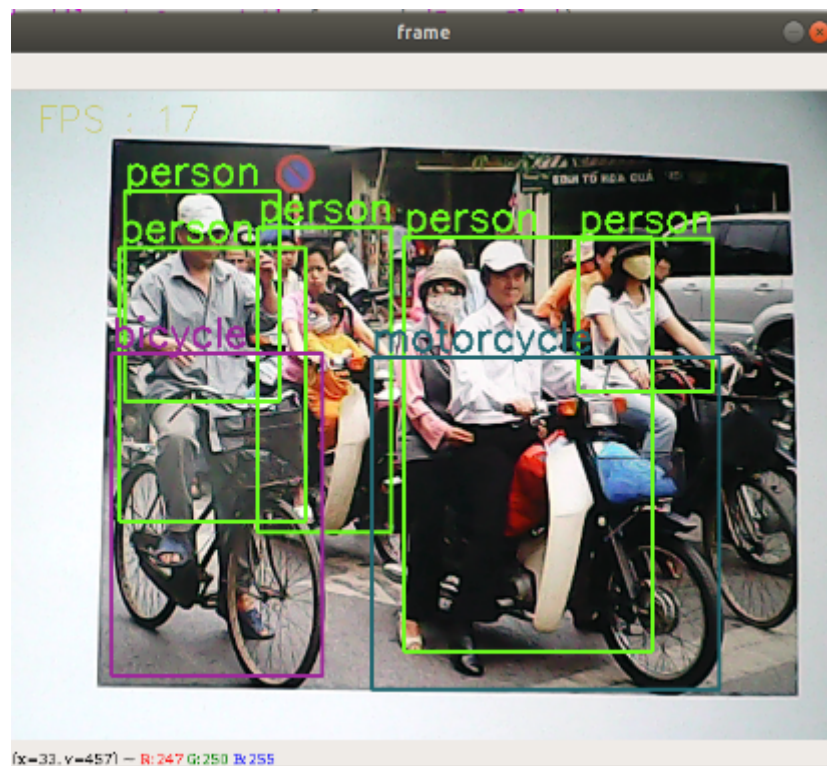 frame
FPS : 17
person
person
person
person
person
bicycle
motorcycle
[x=33, y=457] ~ R:247 G:250 B:255